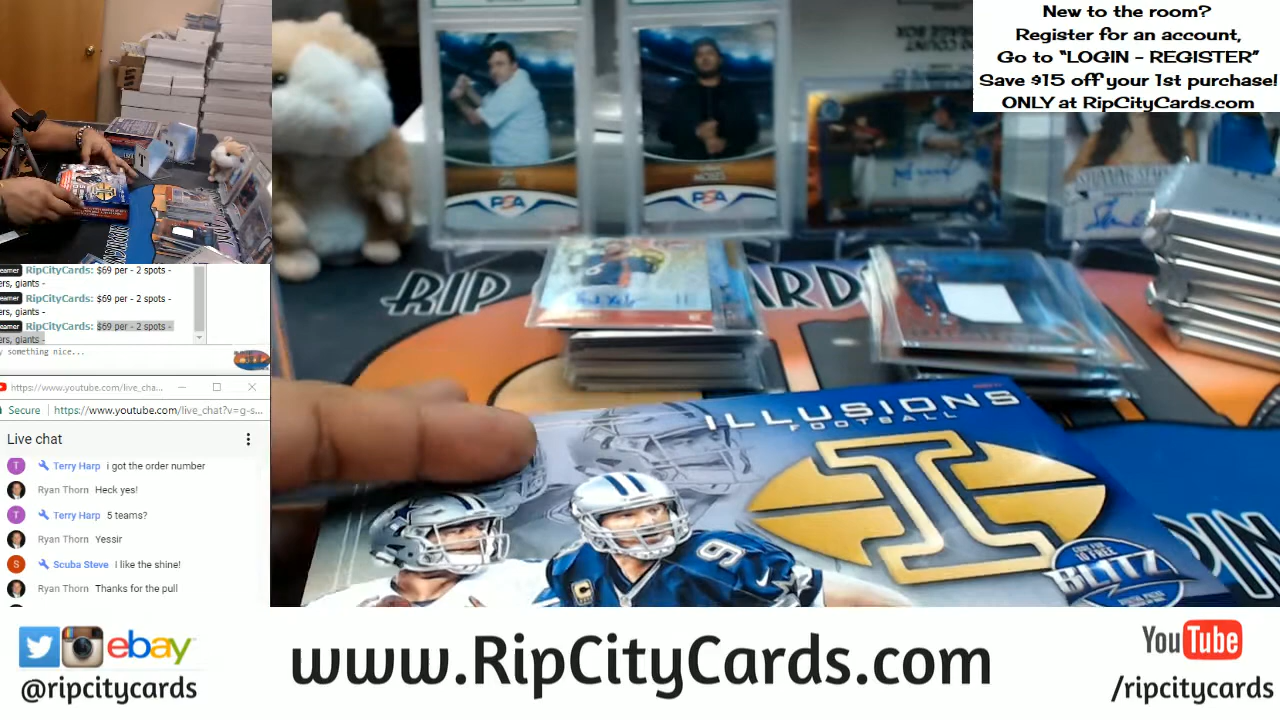 New to the room?
Register for an account,
Go to “LOGIN - REGISTER”
Save $15 off your 1st purchase!
ONLY at RipCityCards.com
PSA
PSA
RIP
ARDS
ILLUSIONS
FOOTBALL
I
9
BLITZ
RipCityCards: $69 per - 2 spots -
ers, giants -
RipCityCards: $69 per - 2 spots -
ers, giants -
eamer RipCityCards: $69 per - 2 spots -
ers, giants -
y something nice...
https://www.youtube.com/live_cha...
Secure https://www.youtube.com/live_chat?v=g-s...
Live chat
T Terry Harp i got the order number
Ryan Thorn Heck yes!
T Terry Harp 5 teams?
Ryan Thorn Yessir
S Scuba Steve I like the shine!
Ryan Thorn Thanks for the pull
ebay
@ripcitycards
www.RipCityCards.com
YouTube
/ripcitycards